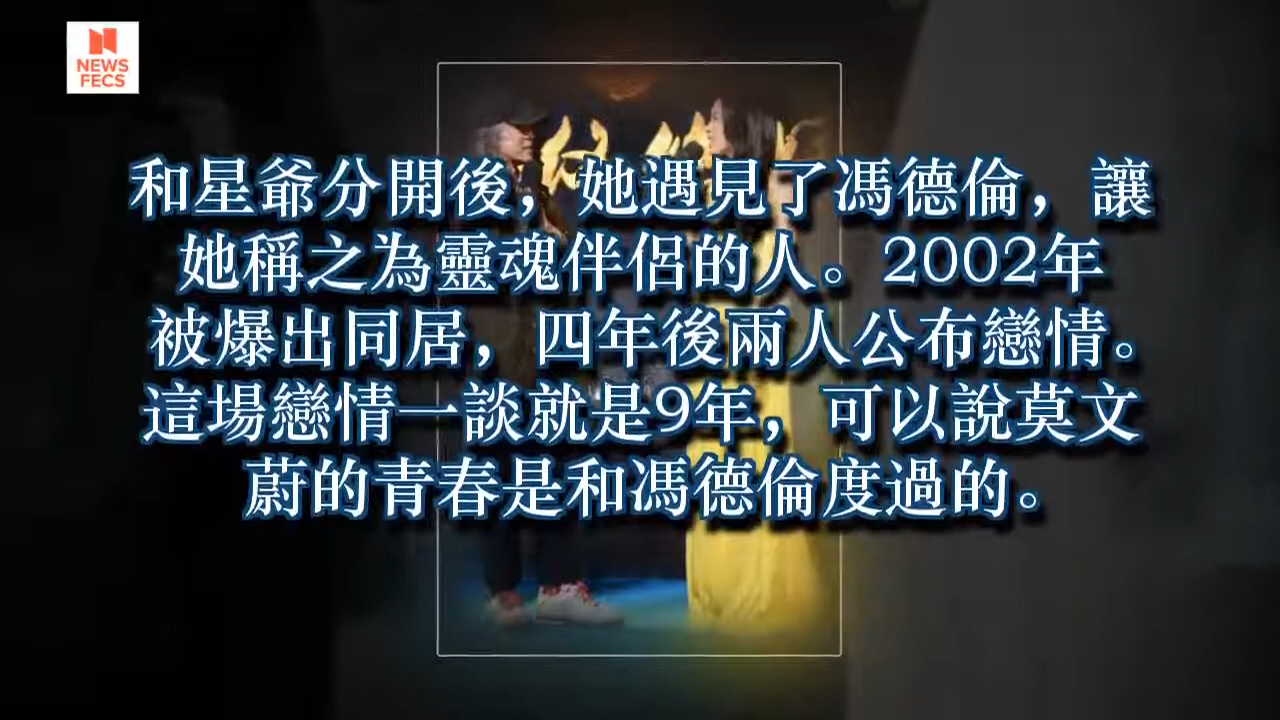 NEWS
FECS
和星爺分開後，她遇見了馮德倫，讓
她稱之為靈魂伴侶的人。2002年
被爆出同居，四年後兩人公布戀情。
這場戀情一談就是9年，可以說莫文
蔚的青春是和馮德倫度過的。